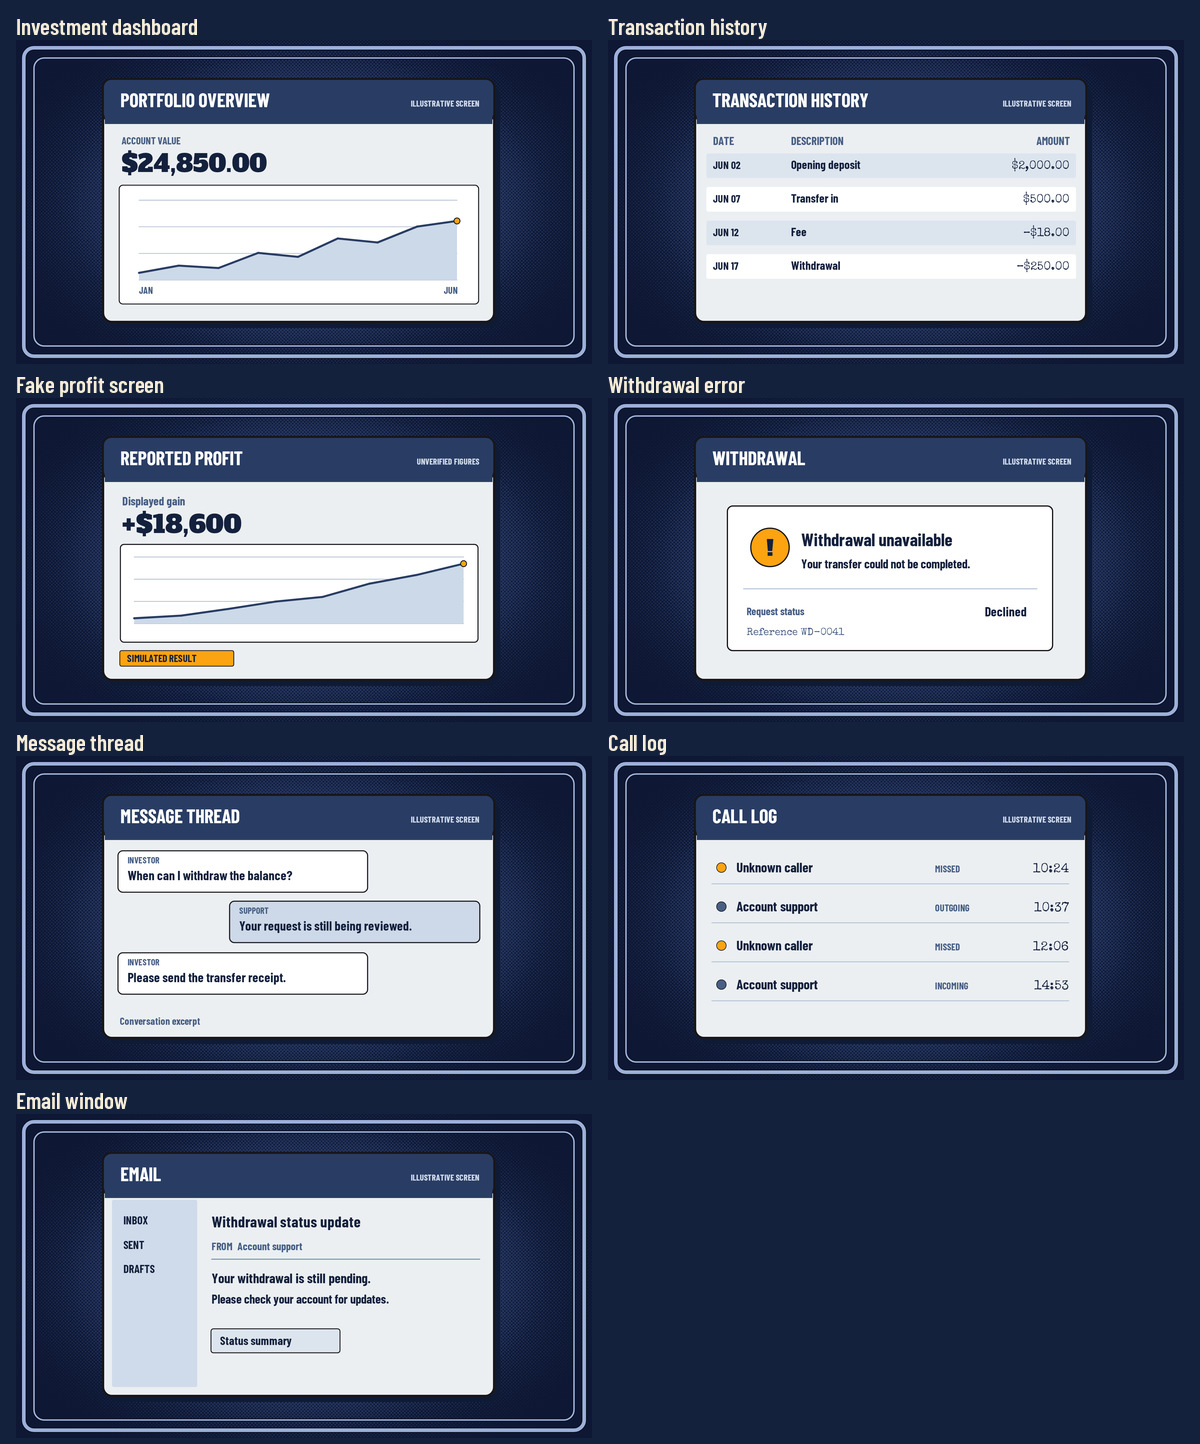 Investment dashboard
PORTFOLIO OVERVIEW
ILLUSTRATIVE SCREEN
ACCOUNT VALUE
$24,850.00
JAN
JUN
Transaction history
TRANSACTION HISTORY
ILLUSTRATIVE SCREEN
DATE DESCRIPTION AMOUNT
JUN 02 Opening deposit $2,000.00
JUN 07 Transfer in $500.00
JUN 12 Fee -$18.00
JUN 17 Withdrawal -$250.00
Fake profit screen
REPORTED PROFIT
UNVERIFIED FIGURES
Displayed gain
+$18,600
SIMULATED RESULT
Withdrawal error
WITHDRAWAL
ILLUSTRATIVE SCREEN
!
Withdrawal unavailable
Your transfer could not be completed.
Request status Declined
Reference WD-0041
Message thread
MESSAGE THREAD
ILLUSTRATIVE SCREEN
INVESTOR
When can I withdraw the balance?
SUPPORT
Your request is still being reviewed.
INVESTOR
Please send the transfer receipt.
Conversation excerpt
Call log
CALL LOG
ILLUSTRATIVE SCREEN
Unknown caller MISSED 10:24
Account support OUTGOING 10:37
Unknown caller MISSED 12:06
Account support INCOMING 14:53
Email window
EMAIL
ILLUSTRATIVE SCREEN
INBOX
SENT
DRAFTS
Withdrawal status update
FROM Account support
Your withdrawal is still pending.
Please check your account for updates.
Status summary